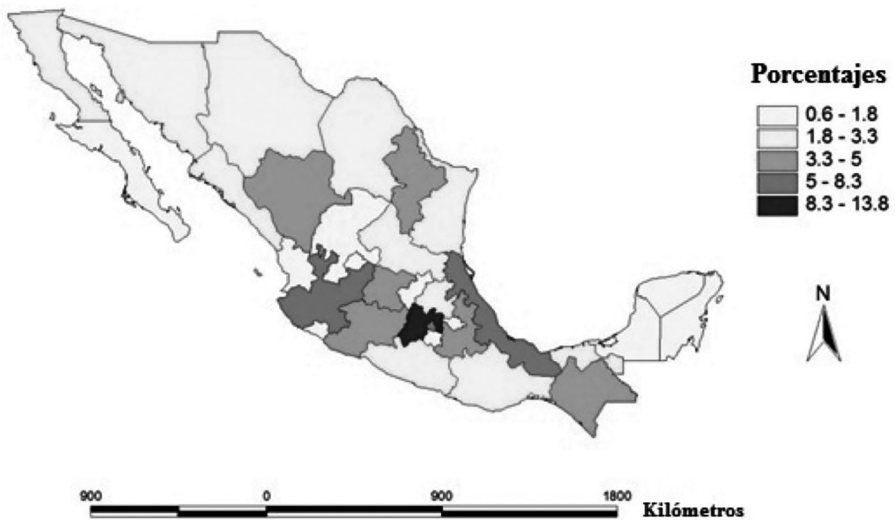 Porcentajes
0.6 - 1.8
1.8 - 3.3
3.3 - 5
5 - 8.3
8.3 - 13.8
N
900 0 900 1800 Kilómetros